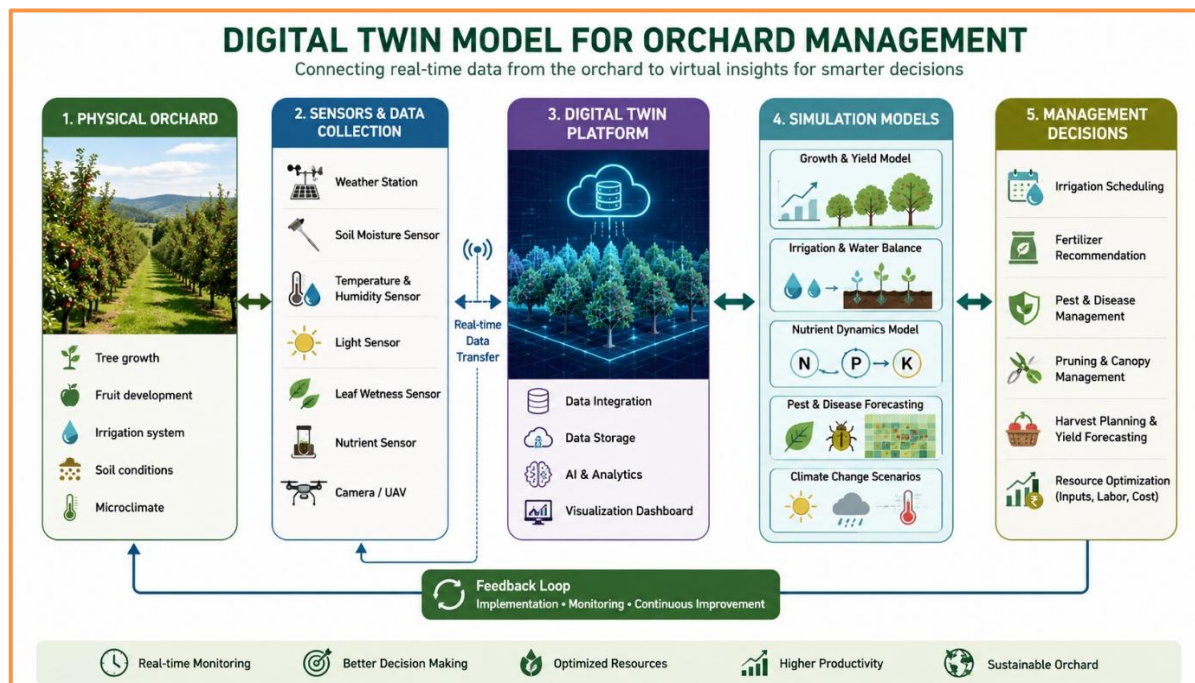 DIGITAL TWIN MODEL FOR ORCHARD MANAGEMENT
Connecting real-time data from the orchard to virtual insights for smarter decisions
1. PHYSICAL ORCHARD
Tree growth
Fruit development
Irrigation system
Soil conditions
Microclimate
2. SENSORS & DATA
COLLECTION
Weather Station
Soil Moisture Sensor
Temperature &
Humidity Sensor
Light Sensor
Leaf Wetness Sensor
Nutrient Sensor
Camera / UAV
Real-time
Data
Transfer
3. DIGITAL TWIN
PLATFORM
Data Integration
Data Storage
AI & Analytics
Visualization Dashboard
4. SIMULATION MODELS
Growth & Yield Model
Irrigation & Water Balance
Nutrient Dynamics Model
N P K
Pest & Disease Forecasting
Climate Change Scenarios
5. MANAGEMENT
DECISIONS
Irrigation Scheduling
Fertilizer
Recommendation
Pest & Disease
Management
Pruning & Canopy
Management
Harvest Planning &
Yield Forecasting
₹
Resource Optimization
(Inputs, Labor, Cost)
Feedback Loop
Implementation • Monitoring • Continuous Improvement
Real-time Monitoring
Better Decision Making
Optimized Resources
Higher Productivity
Sustainable Orchard